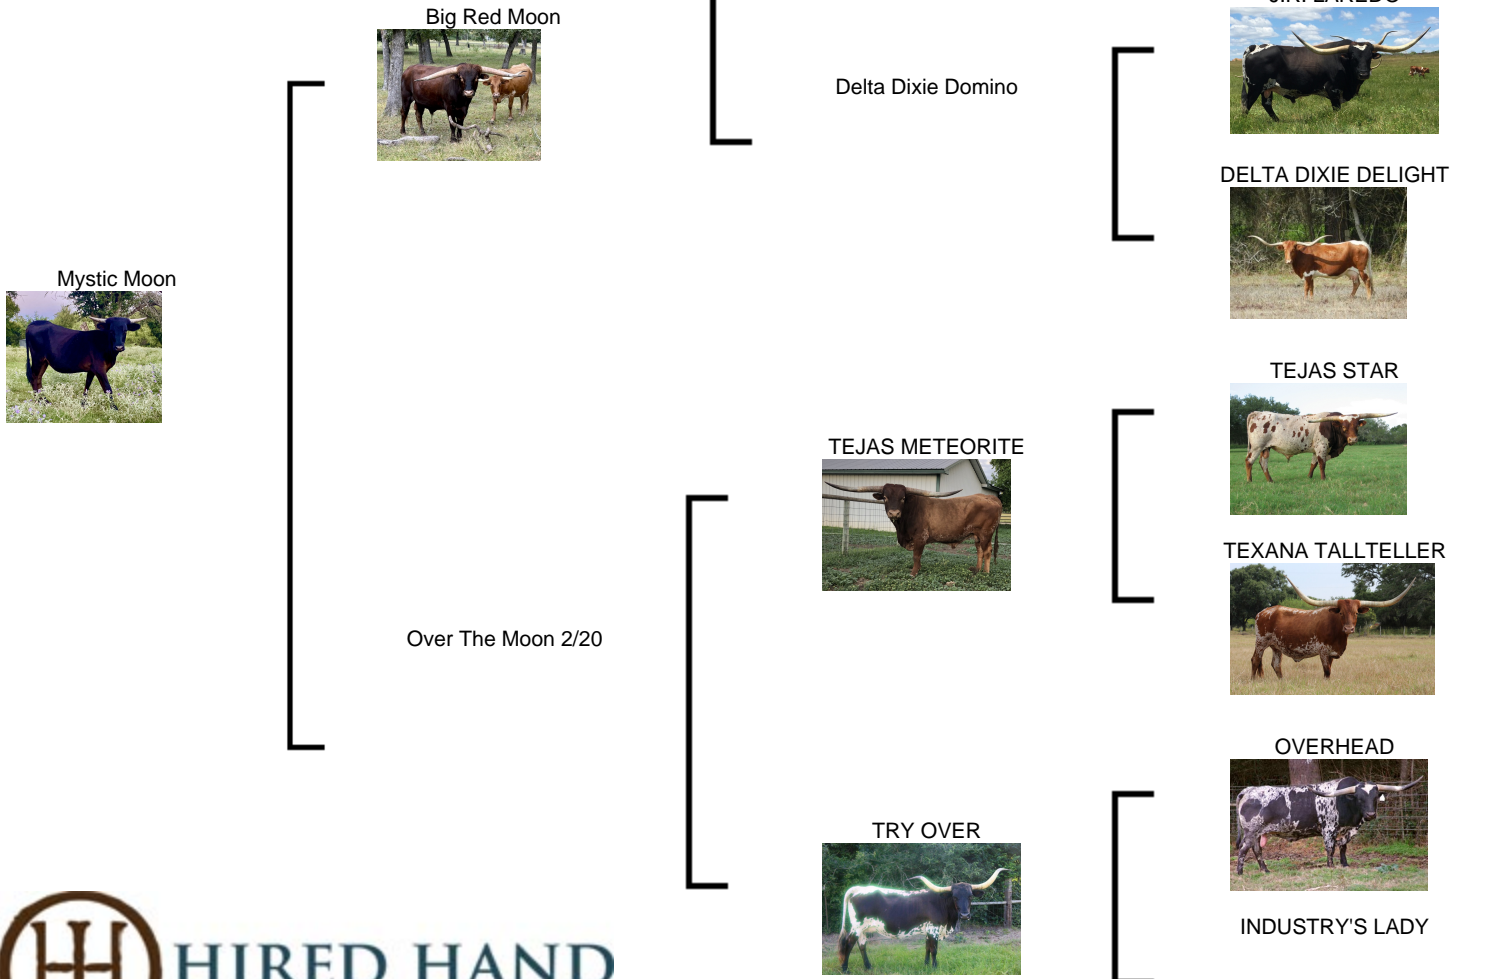 Big Red Moon
Delta Dixie Domino
DELTA DIXIE DELIGHT
Mystic Moon
TEJAS STAR
TEJAS METEORITE
TEXANA TALLTELLER
Over The Moon 2/20
OVERHEAD
TRY OVER
INDUSTRY'S LADY
HIRED HAND